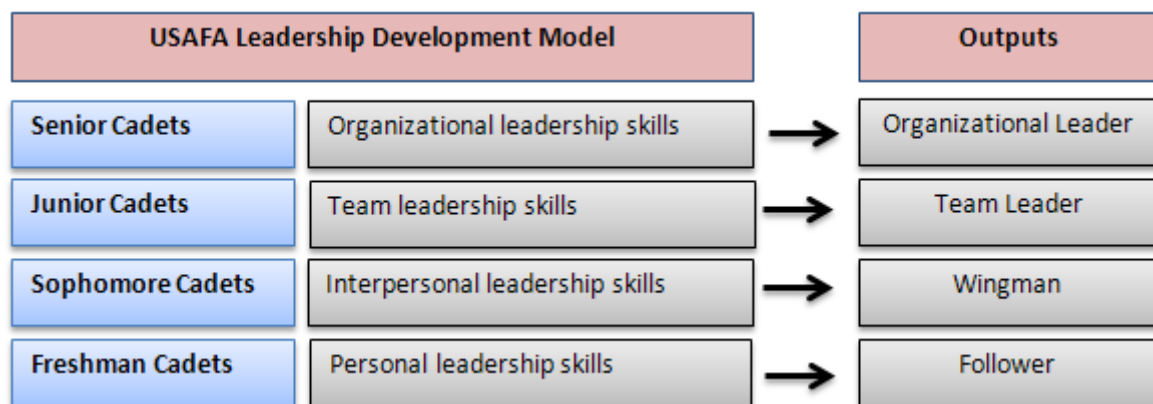 USAFA Leadership Development Model Outputs
Senior Cadets Organizational leadership skills Organizational Leader
Junior Cadets Team leadership skills Team Leader
Sophomore Cadets Interpersonal leadership skills Wingman
Freshman Cadets Personal leadership skills Follower